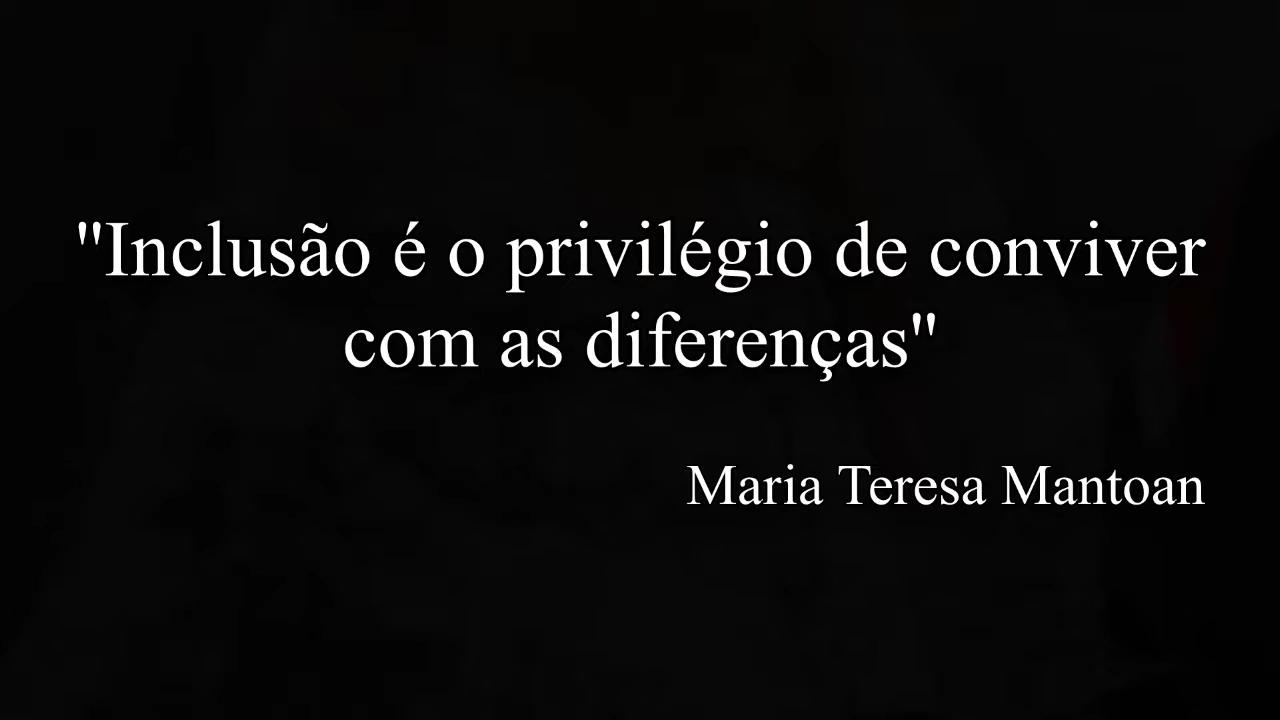 "Inclusão é o privilégio de conviver
com as diferenças"
Maria Teresa Mantoan